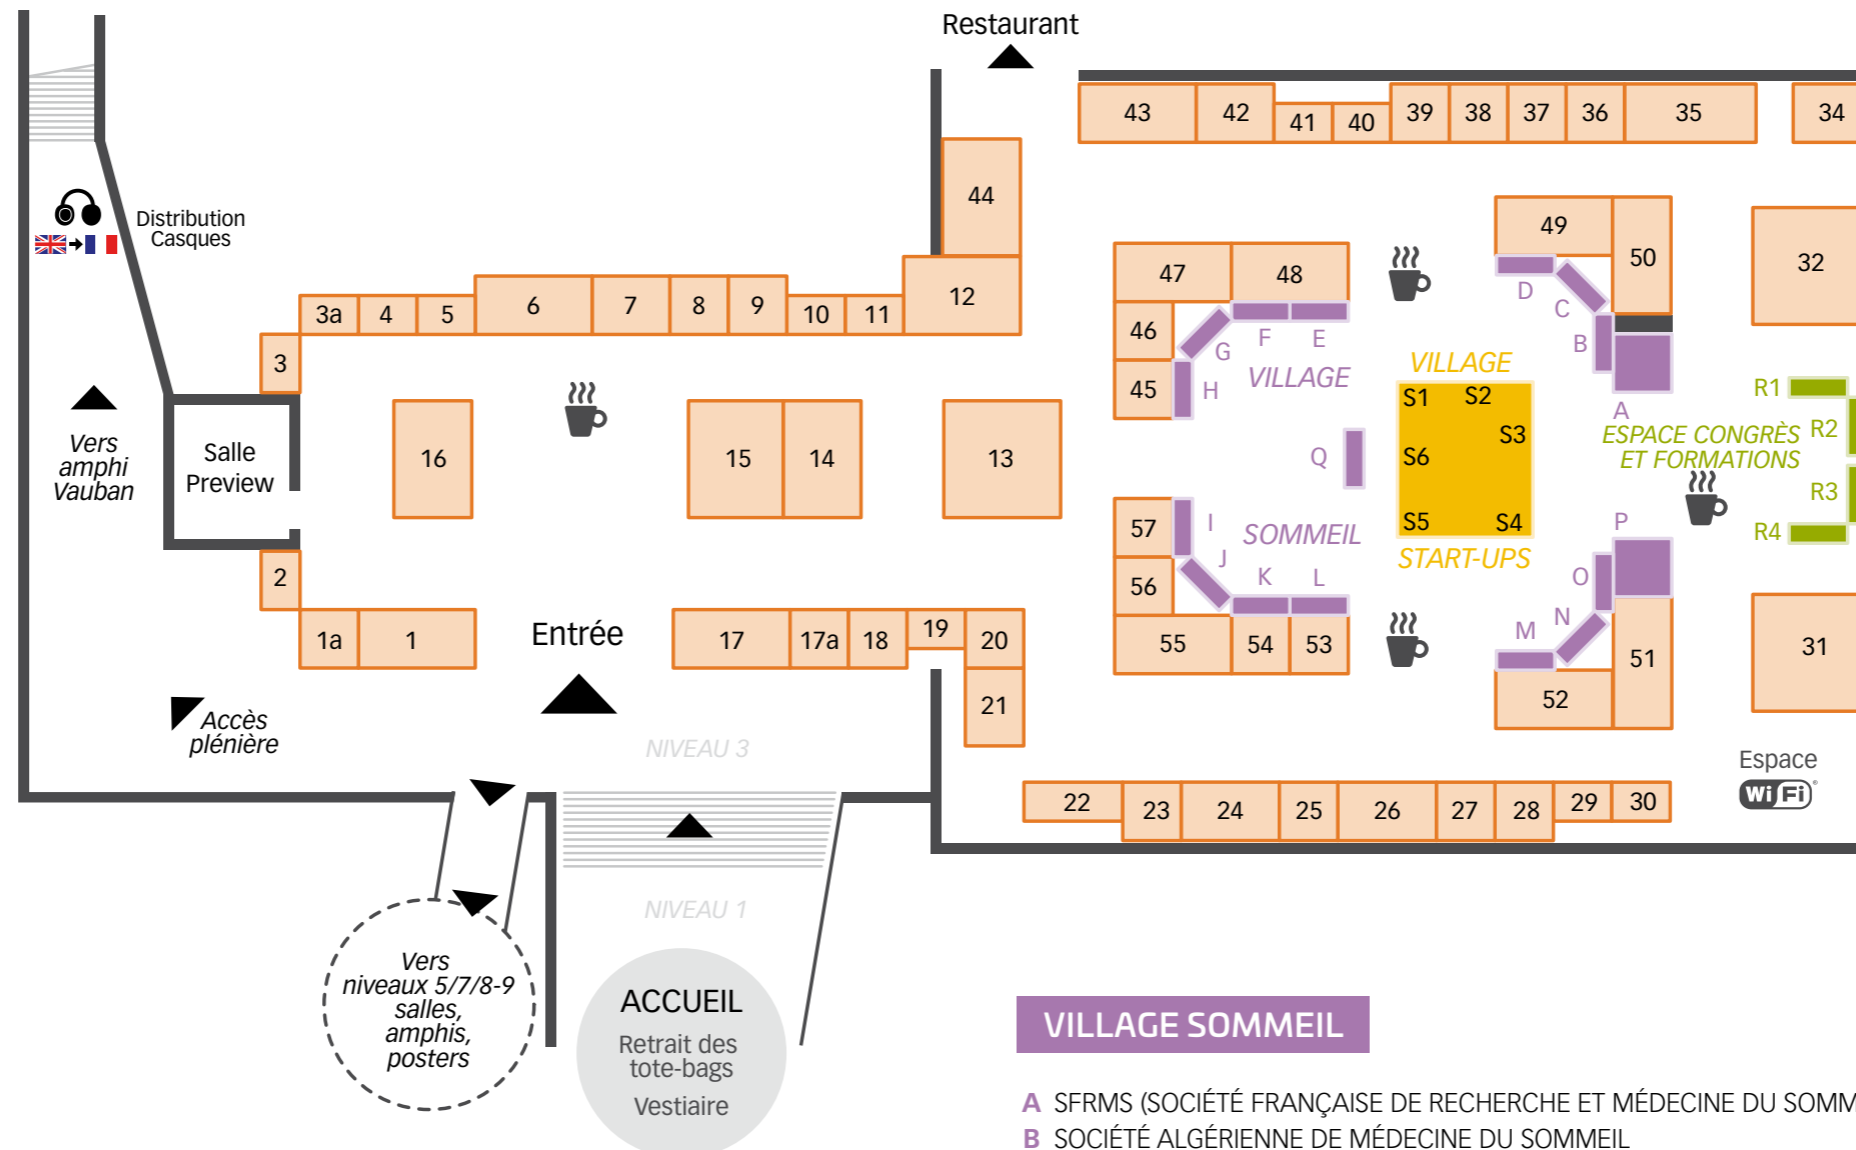 Restaurant
43
42
41
40
39
38
37
36
35
34
44
Distribution
Casques
49
50
32
47
48
D
C
12
3a
4
5
6
7
8
9
10
11
46
G
F
E
B
3
VILLAGE
VILLAGE
45
H
S1
S2
A
R1
Vers
amphi
Vauban
Salle
Preview
16
15
14
13
Q
S6
S3
ESPACE CONGRÈS
ET FORMATIONS
R2
R3
57
I
SOMMEIL
S5
S4
P
R4
START-UPS
56
J
K
L
O
2
N
M
1a
1
Entrée
17
17a
18
19
20
55
54
53
51
31
52
21
Accès
plénière
NIVEAU 3
Espace
WiFi
22
23
24
25
26
27
28
29
30
NIVEAU 1
Vers
niveaux 5/7/8-9
salles,
amphis,
posters
ACCUEIL
Retrait des
tote-bags
Vestiaire
VILLAGE SOMMEIL
A SFRMS (SOCIÉTÉ FRANÇAISE DE RECHERCHE ET MÉDECINE DU SOMM
B SOCIÉTÉ ALGÉRIENNE DE MÉDECINE DU SOMMEIL